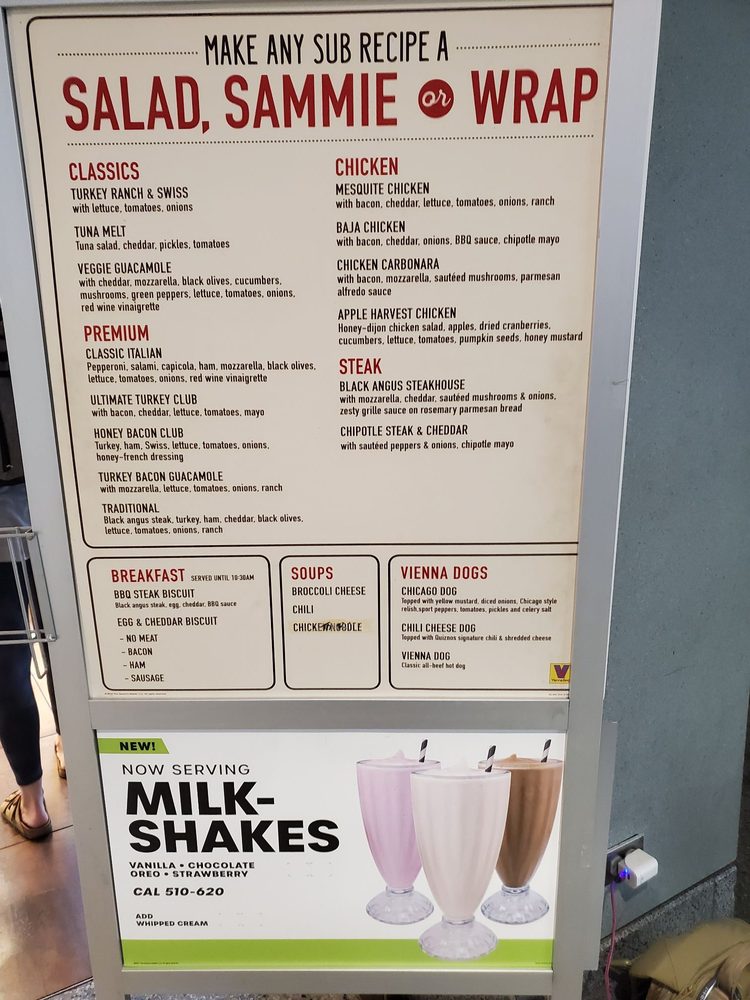 MAKE ANY SUB RECIPE A
SALAD, SAMMIE or WRAP
CLASSICS
TURKEY RANCH & SWISS
with lettuce, tomatoes, onions
TUNA MELT
Tuna salad, cheddar, pickles, tomatoes
VEGGIE GUACAMOLE
with cheddar, mozzarella, black olives, cucumbers,
mushrooms, green peppers, lettuce, tomatoes, onions,
red wine vinaigrette
PREMIUM
CLASSIC ITALIAN
Pepperoni, salami, capicola, ham, mozzarella, black olives,
lettuce, tomatoes, onions, red wine vinaigrette
ULTIMATE TURKEY CLUB
with bacon, cheddar, lettuce, tomatoes, mayo
HONEY BACON CLUB
Turkey, ham, Swiss, lettuce, tomatoes, onions,
honey-french dressing
TURKEY BACON GUACAMOLE
with mozzarella, lettuce, tomatoes, onions, ranch
TRADITIONAL
Black angus steak, turkey, ham, cheddar, black olives,
lettuce, tomatoes, onions, ranch
CHICKEN
MESQUITE CHICKEN
with bacon, cheddar, lettuce, tomatoes, onions, ranch
BAJA CHICKEN
with bacon, cheddar, onions, BBQ sauce, chipotle mayo
CHICKEN CARBONARA
with bacon, mozzarella, sautéed mushrooms, parmesan
alfredo sauce
APPLE HARVEST CHICKEN
Honey-dijon chicken salad, apples, dried cranberries,
cucumbers, lettuce, tomatoes, pumpkin seeds, honey mustard
STEAK
BLACK ANGUS STEAKHOUSE
with mozzarella, cheddar, sautéed mushrooms & onions,
zesty grille sauce on rosemary parmesan bread
CHIPOTLE STEAK & CHEDDAR
with sautéed peppers & onions, chipotle mayo
BREAKFAST SERVED UNTIL 10:30AM
BBQ STEAK BISCUIT
Black angus steak, egg, cheddar, BBQ sauce
EGG & CHEDDAR BISCUIT
- NO MEAT
- BACON
- HAM
- SAUSAGE
SOUPS
BROCCOLI CHEESE
CHILI
CHICKEN NOODLE
VIENNA DOGS
CHICAGO DOG
Topped with yellow mustard, diced onions, Chicago style
relish, sport peppers, tomatoes, pickles and celery salt
CHILI CHEESE DOG
Topped with Quiznos signature chili & shredded cheese
VIENNA DOG
Classic all-beef hot dog
V
NEW!
NOW SERVING
MILK-
SHAKES
VANILLA • CHOCOLATE
OREO • STRAWBERRY
CAL 510-620
ADD
WHIPPED CREAM